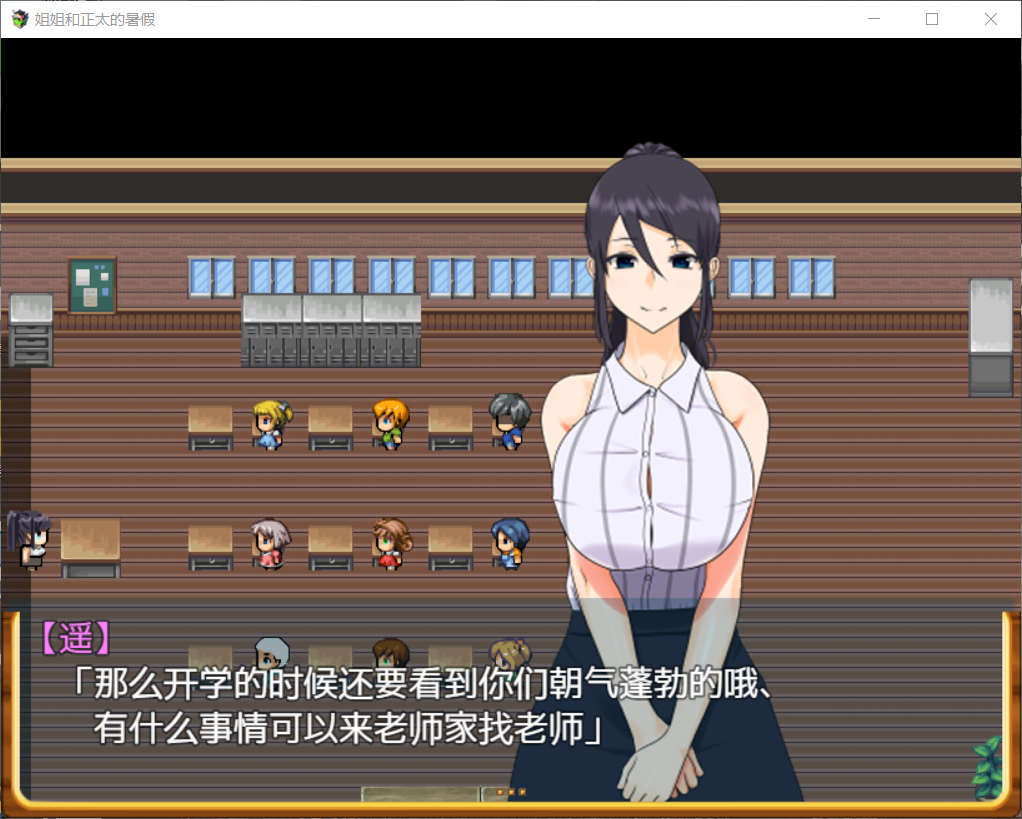 姐姐和正太的暑假
【遥】
「那么开学的时候还要看到你们朝气蓬勃的哦、
有什么事情可以来老师家找老师」